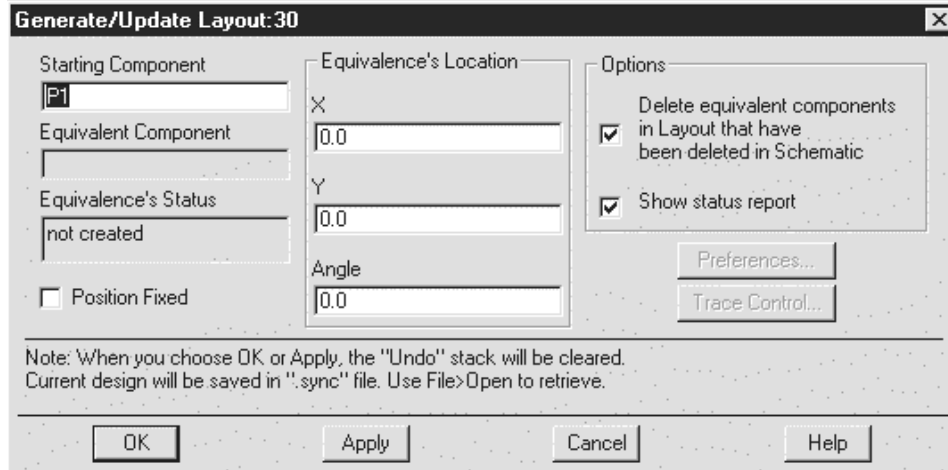 Generate/Update Layout:30
Starting Component
P1
Equivalent Component
Equivalence's Status
not created
Position Fixed
Equivalence's Location
X
0.0
Y
0.0
Angle
0.0
Options
Delete equivalent components
in Layout that have
been deleted in Schematic
Show status report
Preferences...
Trace Control...
Note: When you choose OK or Apply, the "Undo" stack will be cleared.
Current design will be saved in ".sync" file. Use File>Open to retrieve.
OK
Apply
Cancel
Help